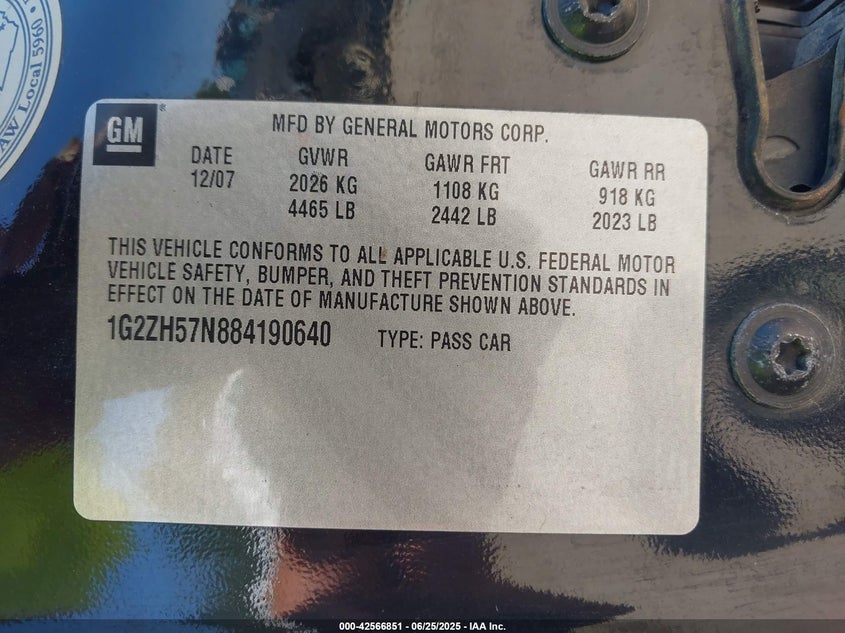 AW Local 5960 •
GM
MFD BY GENERAL MOTORS CORP.
DATE GVWR GAWR FRT GAWR RR
12/07 2026 KG 1108 KG 918 KG
4465 LB 2442 LB 2023 LB
THIS VEHICLE CONFORMS TO ALL APPLICABLE U.S. FEDERAL MOTOR
VEHICLE SAFETY, BUMPER, AND THEFT PREVENTION STANDARDS IN
EFFECT ON THE DATE OF MANUFACTURE SHOWN ABOVE.
1G2ZH57N884190640 TYPE: PASS CAR
000-42566851 - 06/25/2025 - IAA Inc.